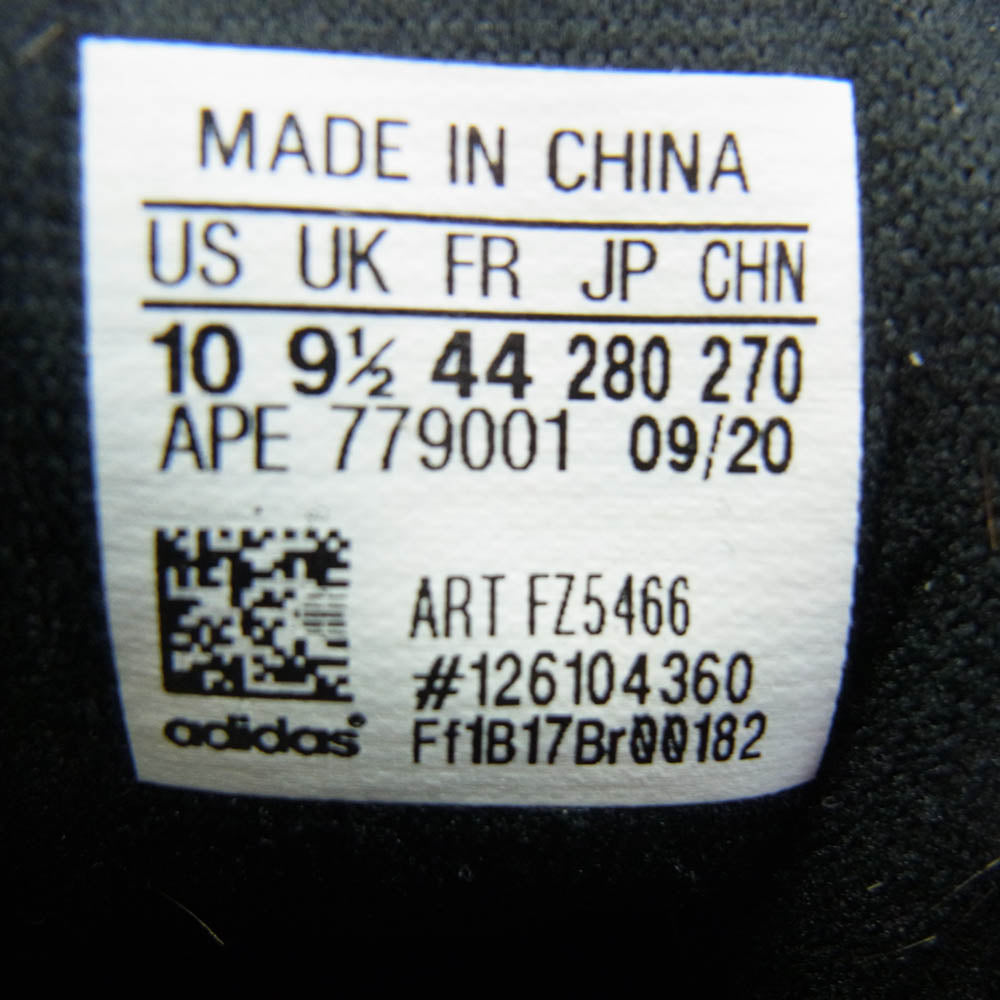 MADE IN CHINA
US UK FR JP CHN
10 9½ 44 280 270
APE 779001 09/20
ART FZ5466
#126104360
adidas® Ff1B17Br00182